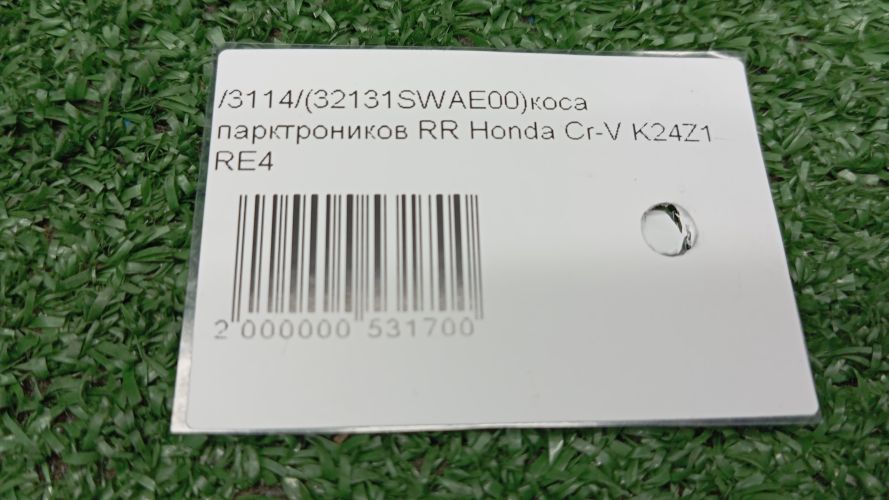 /3114/(32131SWAE00)коса
парктроников RR Honda Cr-V K24Z1
RE4
2 000000 531700